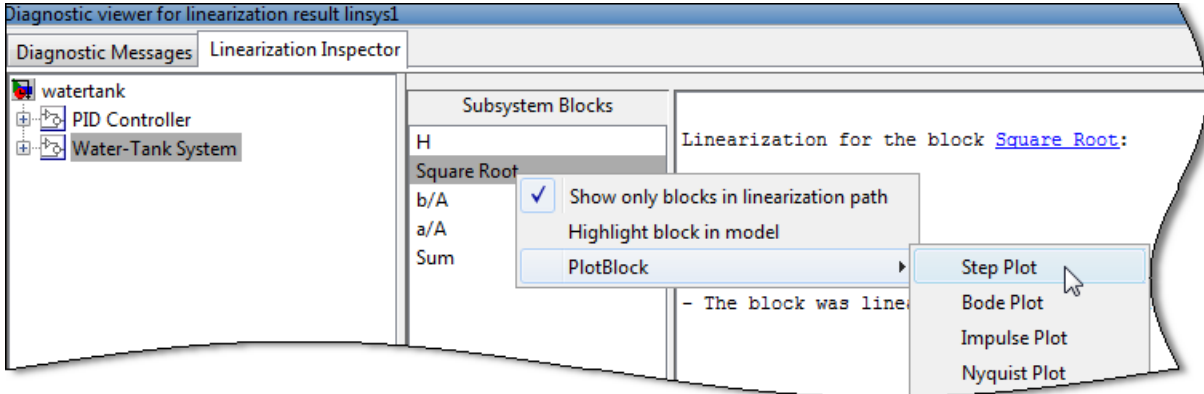 Diagnostic viewer for linearization result linsys1
Diagnostic Messages
Linearization Inspector
watertank
PID Controller
Water-Tank System
Subsystem Blocks
H
Square Root
b/A
a/A
Sum
Linearization for the block Square Root:
Show only blocks in linearization path
Highlight block in model
PlotBlock
- The block was linea
Step Plot
Bode Plot
Impulse Plot
Nyquist Plot